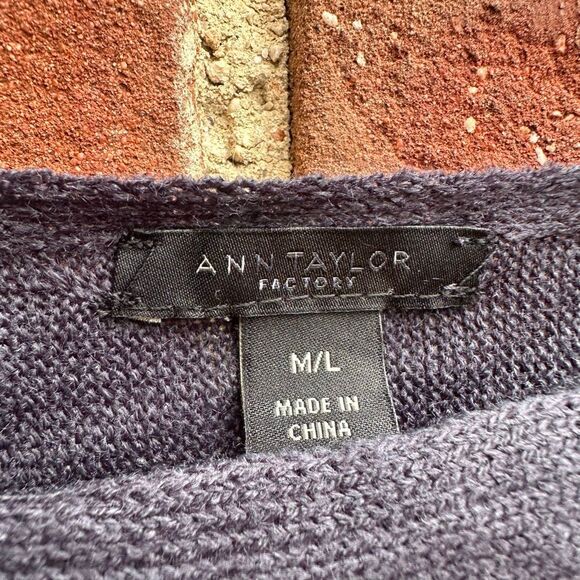 ANN TAYLOR
FACTORY
M/L
MADE IN
CHINA